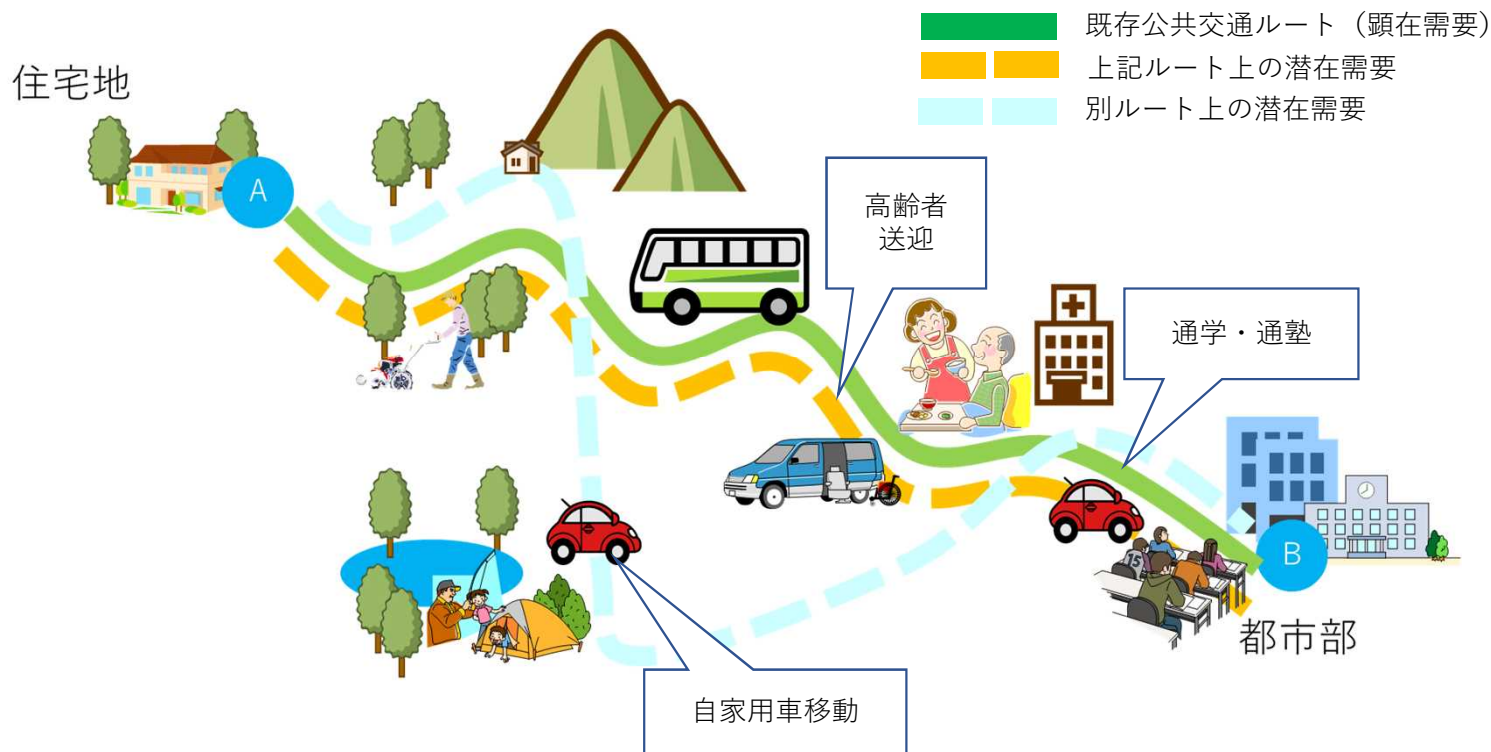 既存公共交通ルート（顕在需要）
上記ルート上の潜在需要
別ルート上の潜在需要
住宅地
A
高齢者
送迎
通学・通塾
B
都市部
自家用車移動